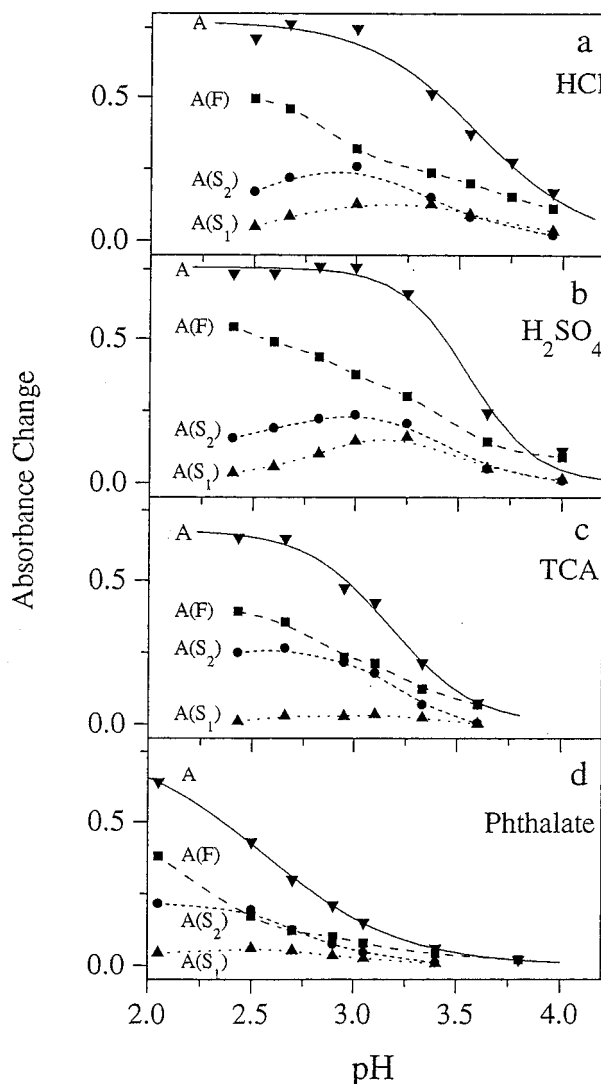 A
a
HCl
0.5
A(F)
A(S₂)
A(S₁)
0.0
b
H₂SO₄
0.5
A(F)
A(S₂)
A(S₁)
0.0
A
c
TCA
0.5
A(F)
A(S₂)
A(S₁)
0.0
A
d
Phthalate
0.5
A(F)
A(S₂)
A(S₁)
0.0
2.0 2.5 3.0 3.5 4.0
pH
Absorbance Change
A